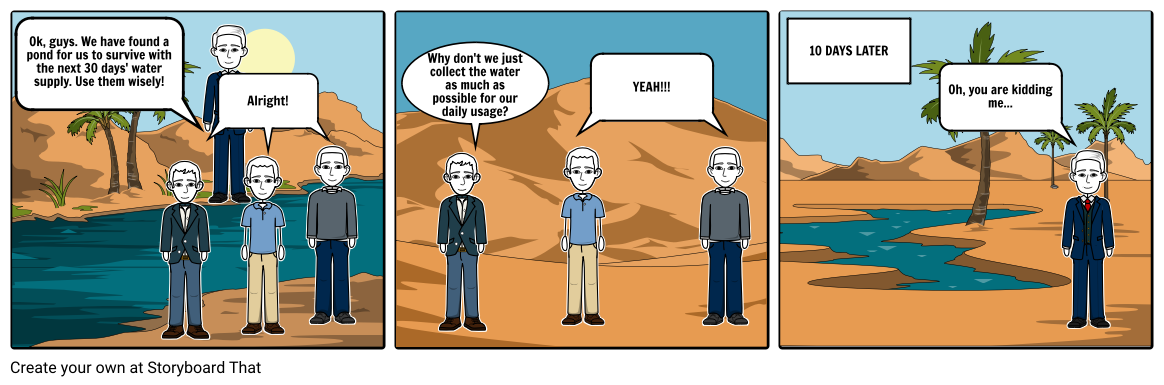 Ok, guys. We have found a
pond for us to survive with
the next 30 days' water
supply. Use them wisely!
Alright!
Why don't we just
collect the water
as much as
possible for our
daily usage?
YEAH!!!
10 DAYS LATER
Oh, you are kidding
me...
Create your own at Storyboard That